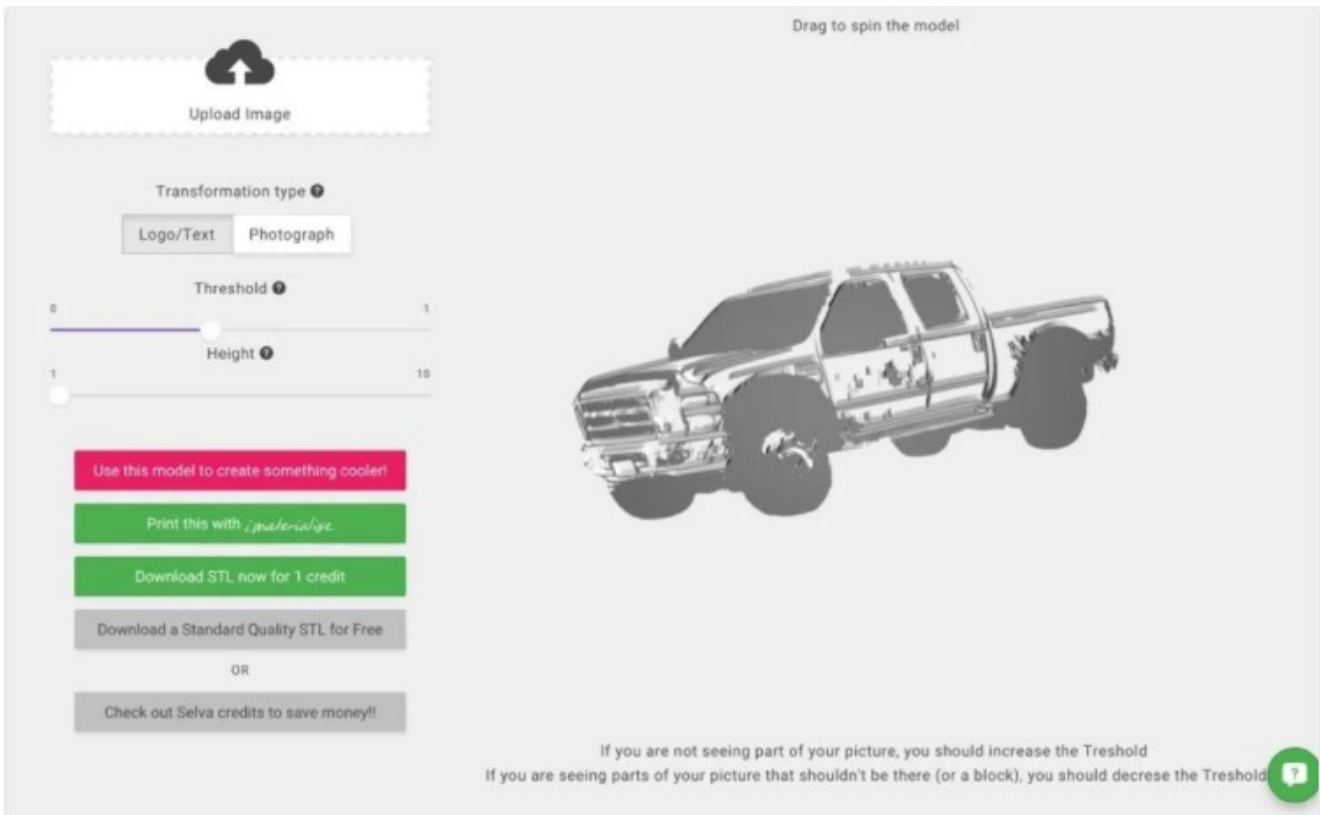 Drag to spin the model
Upload Image
Transformation type ?
Logo/Text Photograph
Threshold ?
0 1
Height ?
1 10
Use this model to create something cooler!
Print this with i.materialise
Download STL now for 1 credit
Download a Standard Quality STL for Free
OR
Check out Selva credits to save money!!
If you are not seeing part of your picture, you should increase the Treshold
If you are seeing parts of your picture that shouldn't be there (or a block), you should decrese the Treshold
?